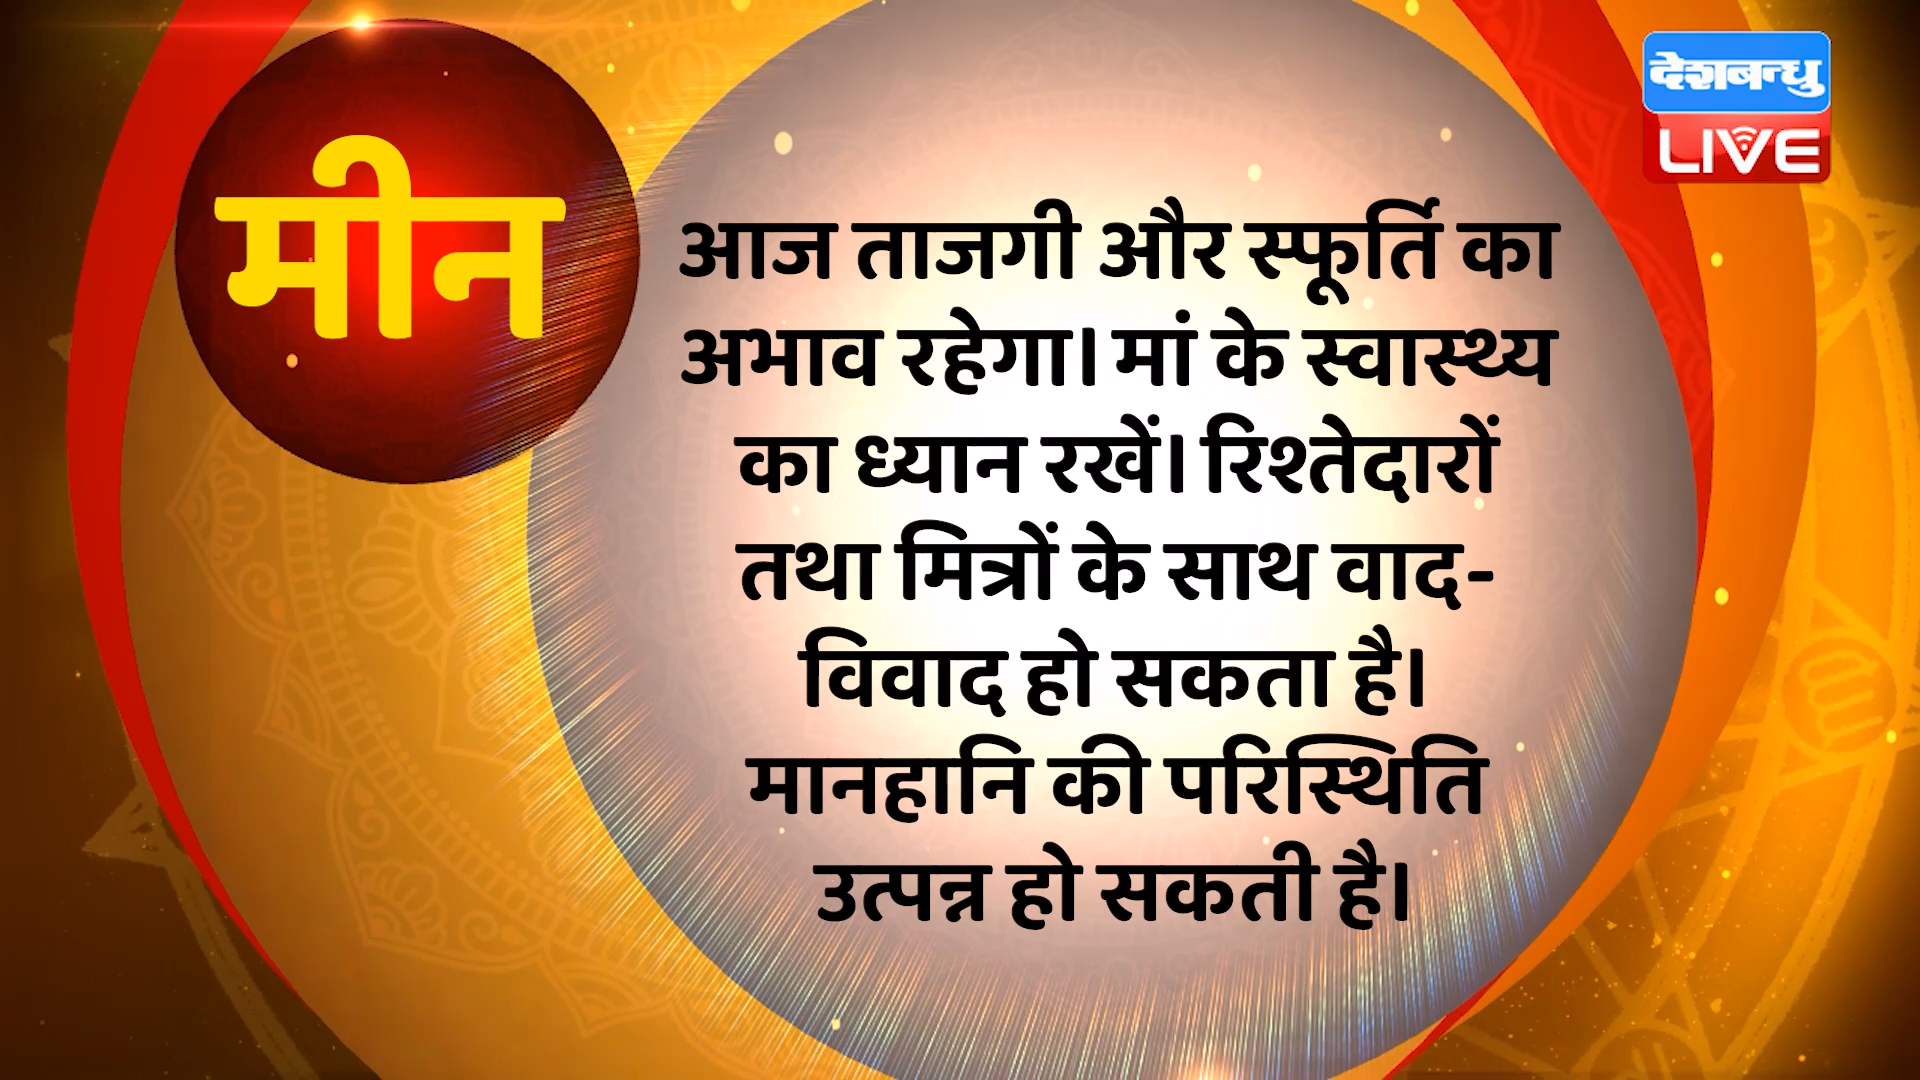 मीन
देशबन्धु
LIVE
आज ताजगी और स्फूर्ति का
अभाव रहेगा। मां के स्वास्थ्य
का ध्यान रखें। रिश्तेदारों
तथा मित्रों के साथ वाद-
विवाद हो सकता है।
मानहानि की परिस्थिति
उत्पन्न हो सकती है।